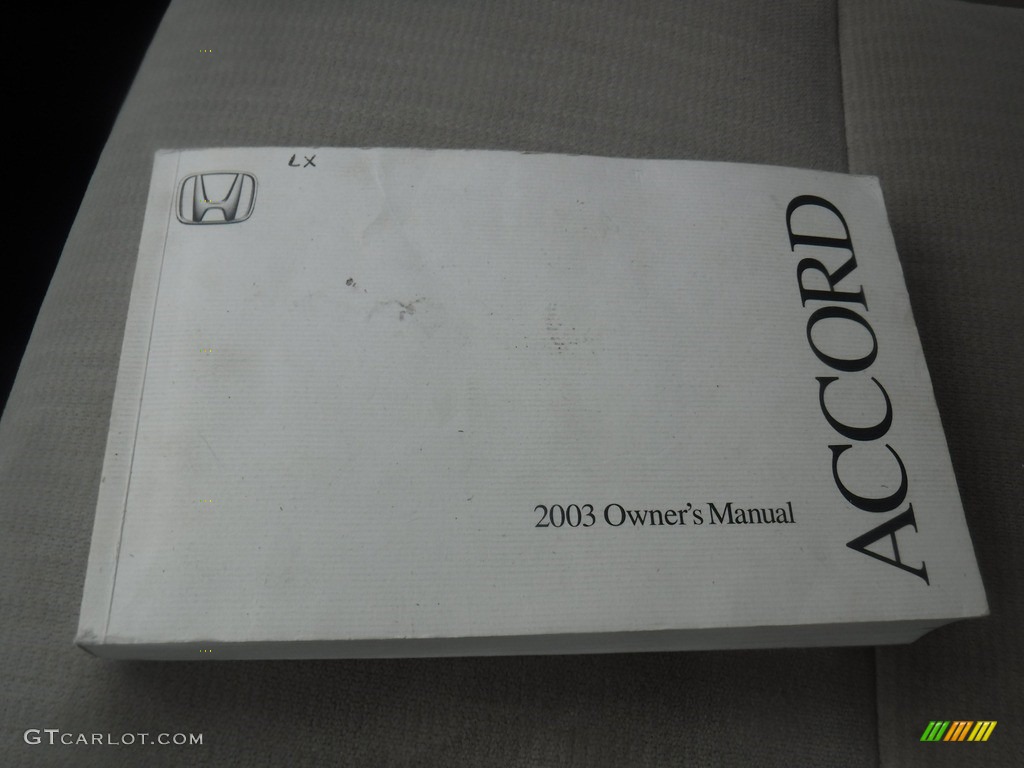 LX
ACCORD
2003 Owner's Manual
GTCARLOT.COM